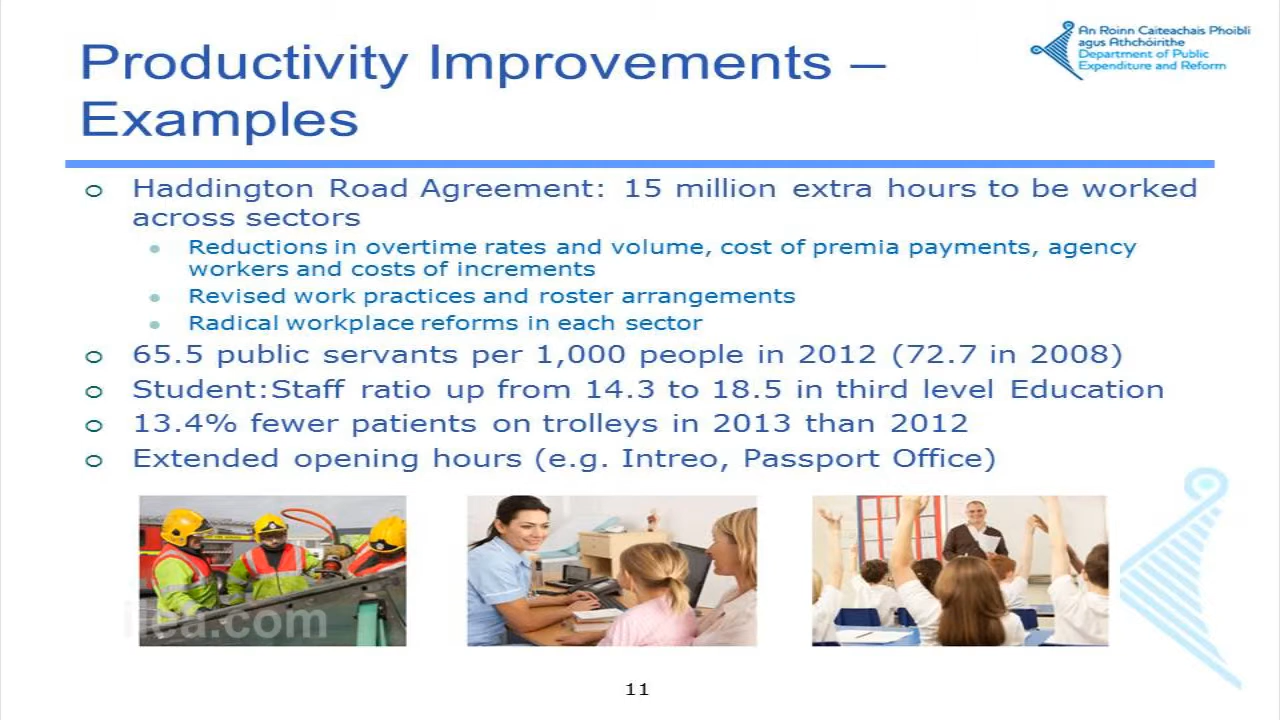 Productivity Improvements –
Examples
An Roinn Caiteachais Phoiblí
agus Athchóirithe
Department of Public
Expenditure and Reform
Haddington Road Agreement: 15 million extra hours to be worked
across sectors
Reductions in overtime rates and volume, cost of premia payments, agency
workers and costs of increments
Revised work practices and roster arrangements
Radical workplace reforms in each sector
65.5 public servants per 1,000 people in 2012 (72.7 in 2008)
Student:Staff ratio up from 14.3 to 18.5 in third level Education
13.4% fewer patients on trolleys in 2013 than 2012
Extended opening hours (e.g. Intreo, Passport Office)
iiea.com
11